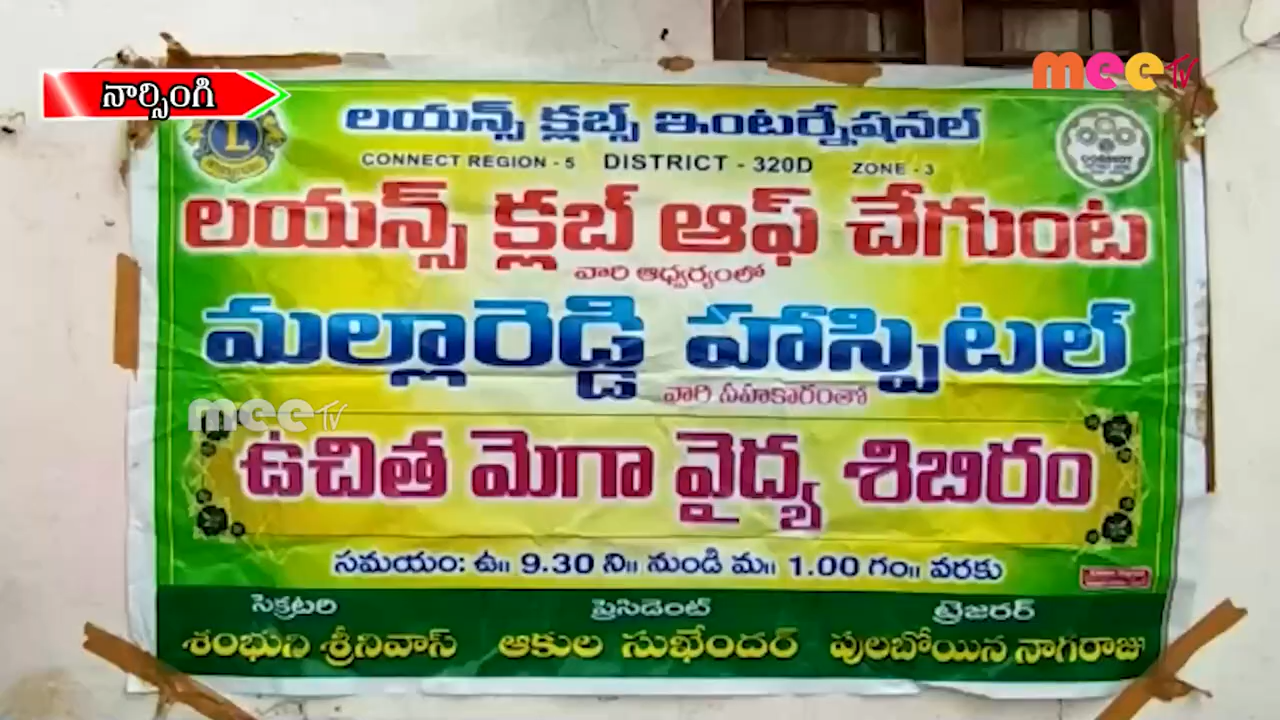 నార్సింగి
mee TV
లయన్స్ క్లబ్స్ ఇంటర్నేషనల్
CONNECT REGION - 5 DISTRICT - 320D ZONE - 3
L
లయన్స్ క్లబ్ ఆఫ్ చేగుంట
వారి ఆధ్వర్యంలో
మల్లారెడ్డి హాస్పిటల్
వారి సహకారంతో
mee TV
ఉచిత మెగా వైద్య శిబిరం
సమయం: ఉ॥ 9.30 ని॥ నుండి మ॥ 1.00 గం॥ వరకు
సెక్రటరి ప్రెసిడెంట్ ట్రెజరర్
శంభుని శ్రీనివాస్ ఆకుల సుఖేందర్ పులబోయిన నాగరాజు